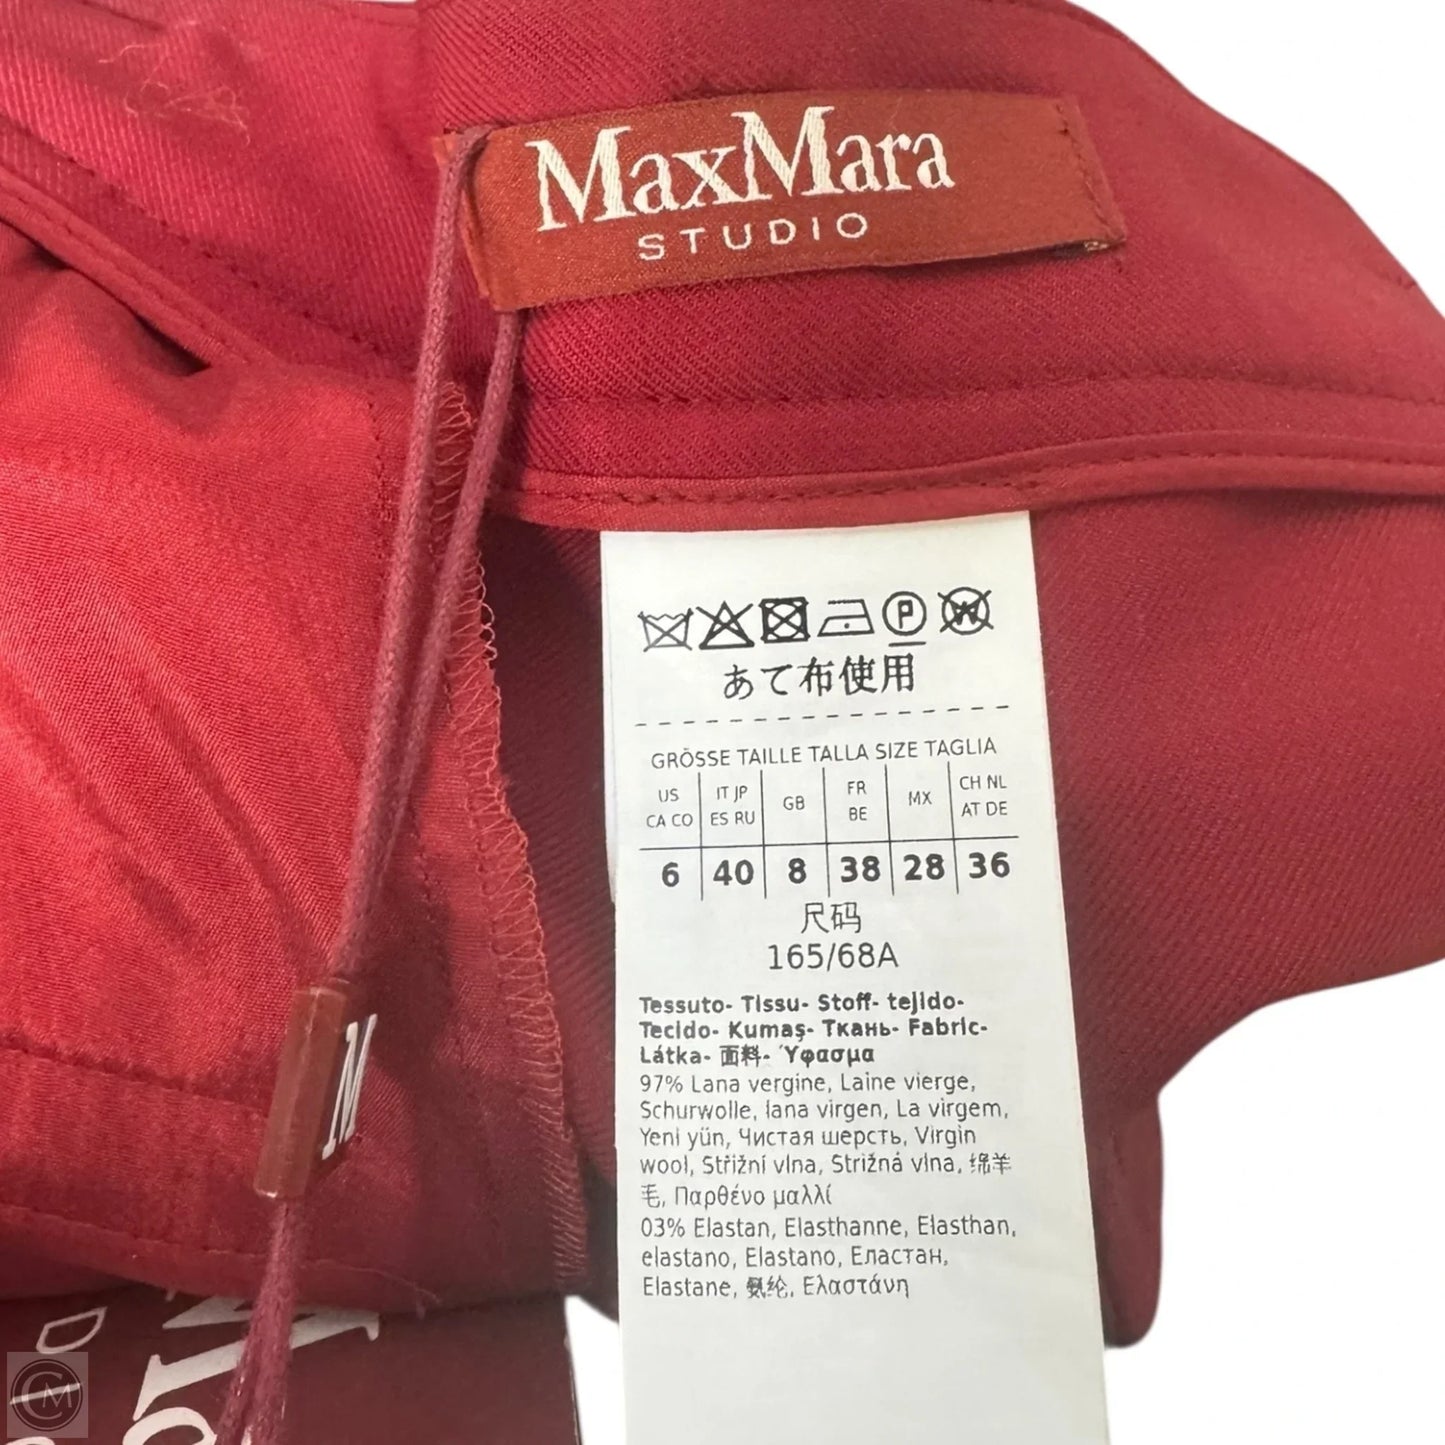 MaxMara
STUDIO
P W
あて布使用
GRÖSSE TAILLE TALLA SIZE TAGLIA
US CA CO
IT JP ES RU
GB
FR BE
MX
CH NL AT DE
6 40 8 38 28 36
尺码
165/68A
Tessuto- Tissu- Stoff- tejido-
Tecido- Kumaş- Ткань- Fabric-
Látka- 面料- Ύφασμα
97% Lana vergine, Laine vierge,
Schurwolle, lana virgen, La virgem,
Yeni yün, Чистая шерсть, Virgin
wool, Střižní vlna, Strižná vlna, 绵羊
毛, Παρθένο μαλλί
03% Elastan, Elasthanne, Elasthan,
elastano, Elastano, Еластан,
Elastane, 氨纶, Ελαστάνη
M
CM